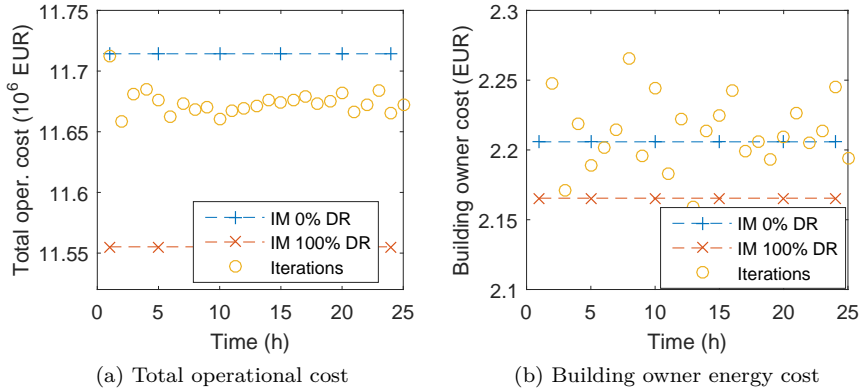 11.75
11.7
11.65
11.6
11.55
0
5
10
15
20
25
Total oper. cost (10⁶ EUR)
Time (h)
IM 0% DR
IM 100% DR
Iterations
(a) Total operational cost
2.3
2.25
2.2
2.15
2.1
0
5
10
15
20
25
Building owner cost (EUR)
Time (h)
IM 0% DR
IM 100% DR
Iterations
(b) Building owner energy cost